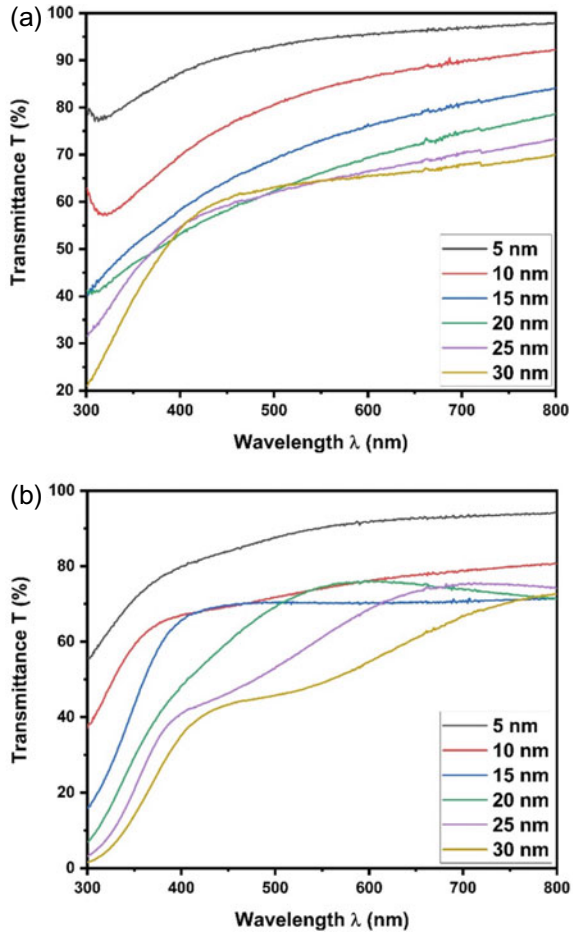 (a)
100
90
80
70
60
50
40
30
20
Transmittance T (%)
5 nm
10 nm
15 nm
20 nm
25 nm
30 nm
300 400 500 600 700 800
Wavelength λ (nm)
(b)
100
80
60
40
20
0
Transmittance T (%)
5 nm
10 nm
15 nm
20 nm
25 nm
30 nm
300 400 500 600 700 800
Wavelength λ (nm)